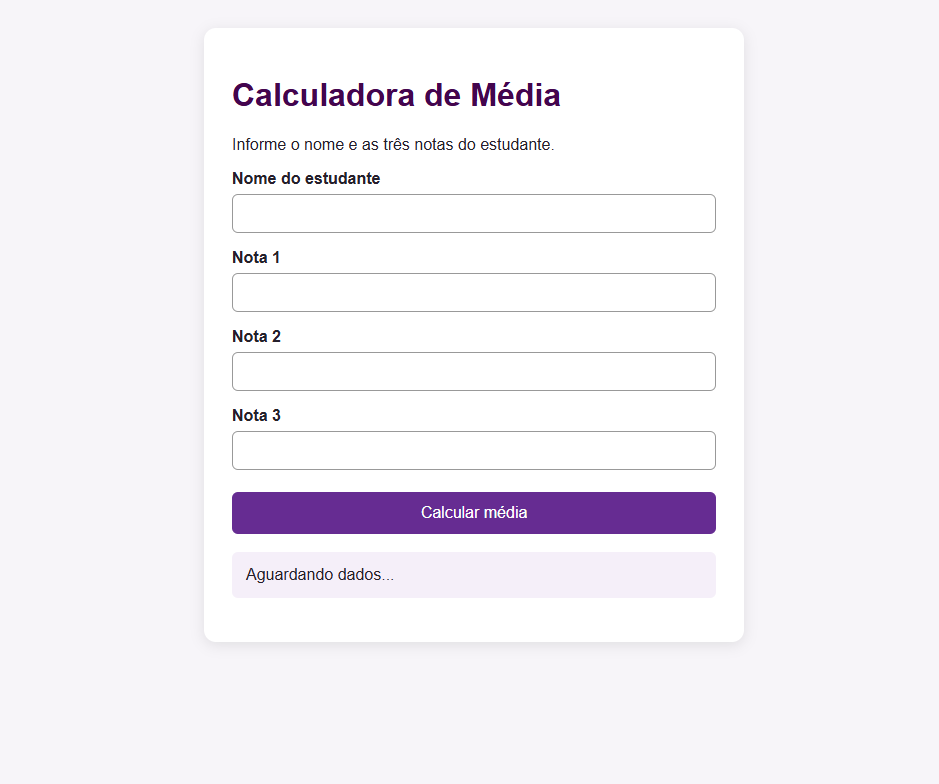 Calculadora de Média
Informe o nome e as três notas do estudante.
Nome do estudante
Nota 1
Nota 2
Nota 3
Calcular média
Aguardando dados...